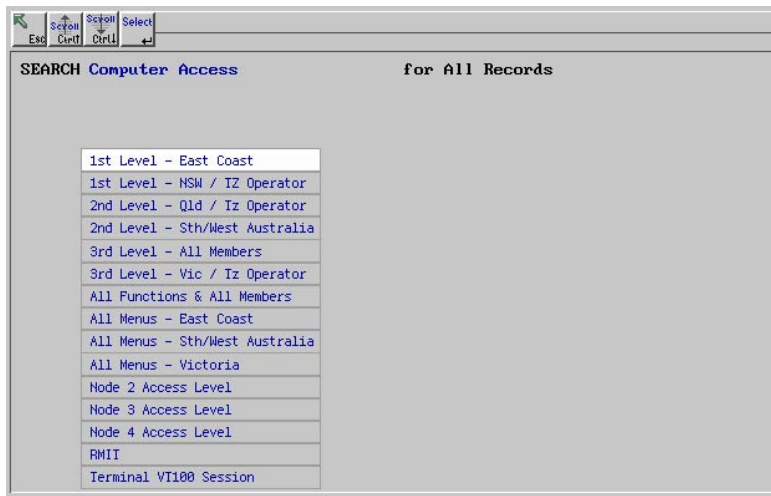 Esc Scroll Ctrl↑ Scroll Ctrl↓ Select ↵
SEARCH Computer Access for All Records
1st Level - East Coast
1st Level - NSW / TZ Operator
2nd Level - Qld / Tz Operator
2nd Level - Sth/West Australia
3rd Level - All Members
3rd Level - Vic / Tz Operator
All Functions & All Members
All Menus - East Coast
All Menus - Sth/West Australia
All Menus - Victoria
Node 2 Access Level
Node 3 Access Level
Node 4 Access Level
RMIT
Terminal VT100 Session